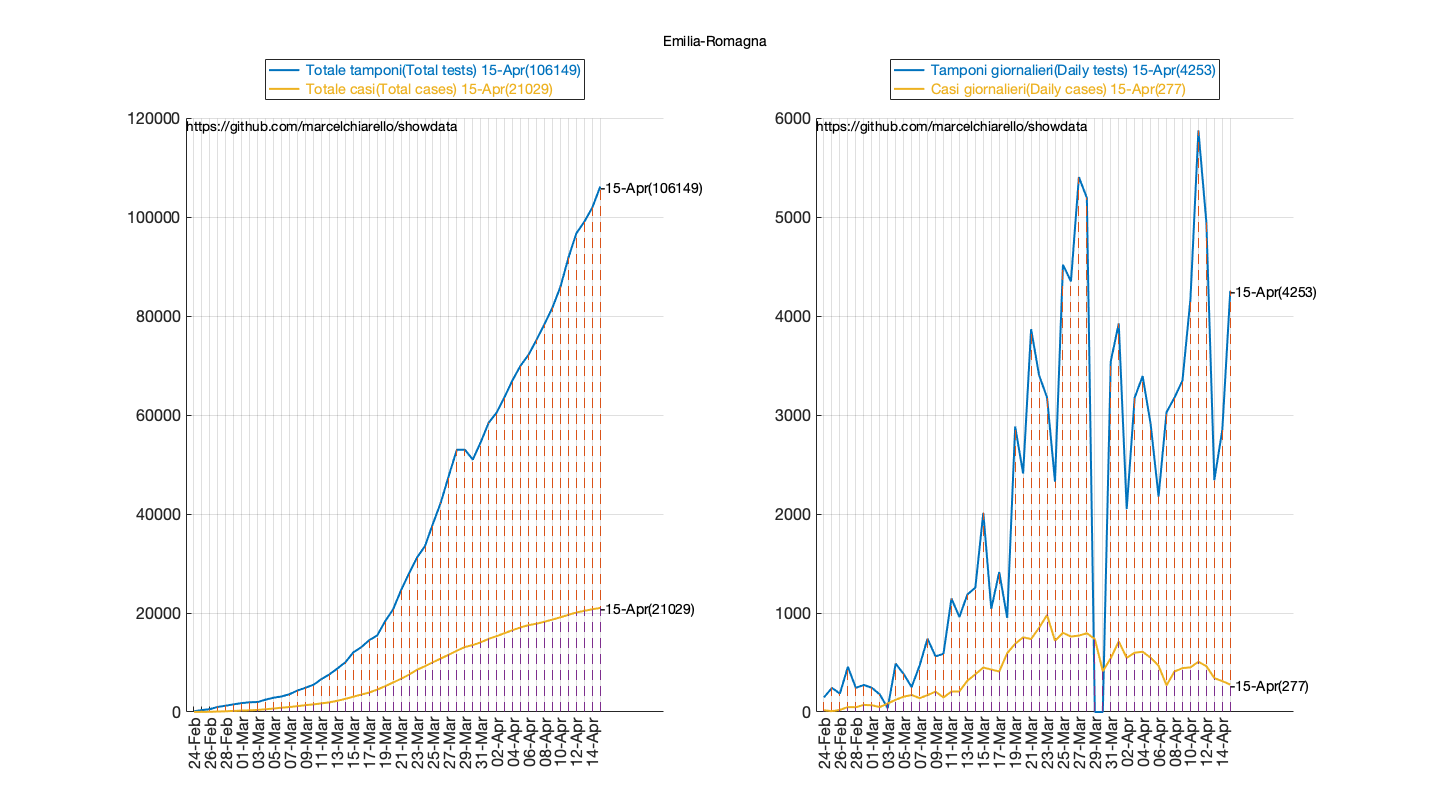 Emilia-Romagna
Totale tamponi(Total tests) 15-Apr(106149)
Totale casi(Total cases) 15-Apr(21029)
120000
100000
80000
60000
40000
20000
0
https://github.com/marcelchiarello/showdata
15-Apr(106149)
15-Apr(21029)
24-Feb
26-Feb
28-Feb
01-Mar
03-Mar
05-Mar
07-Mar
09-Mar
11-Mar
13-Mar
15-Mar
17-Mar
19-Mar
21-Mar
23-Mar
25-Mar
27-Mar
29-Mar
31-Mar
02-Apr
04-Apr
06-Apr
08-Apr
10-Apr
12-Apr
14-Apr
Tamponi giornalieri(Daily tests) 15-Apr(4253)
Casi giornalieri(Daily cases) 15-Apr(277)
6000
5000
4000
3000
2000
1000
0
https://github.com/marcelchiarello/showdata
15-Apr(4253)
15-Apr(277)
24-Feb
26-Feb
28-Feb
01-Mar
03-Mar
05-Mar
07-Mar
09-Mar
11-Mar
13-Mar
15-Mar
17-Mar
19-Mar
21-Mar
23-Mar
25-Mar
27-Mar
29-Mar
31-Mar
02-Apr
04-Apr
06-Apr
08-Apr
10-Apr
12-Apr
14-Apr